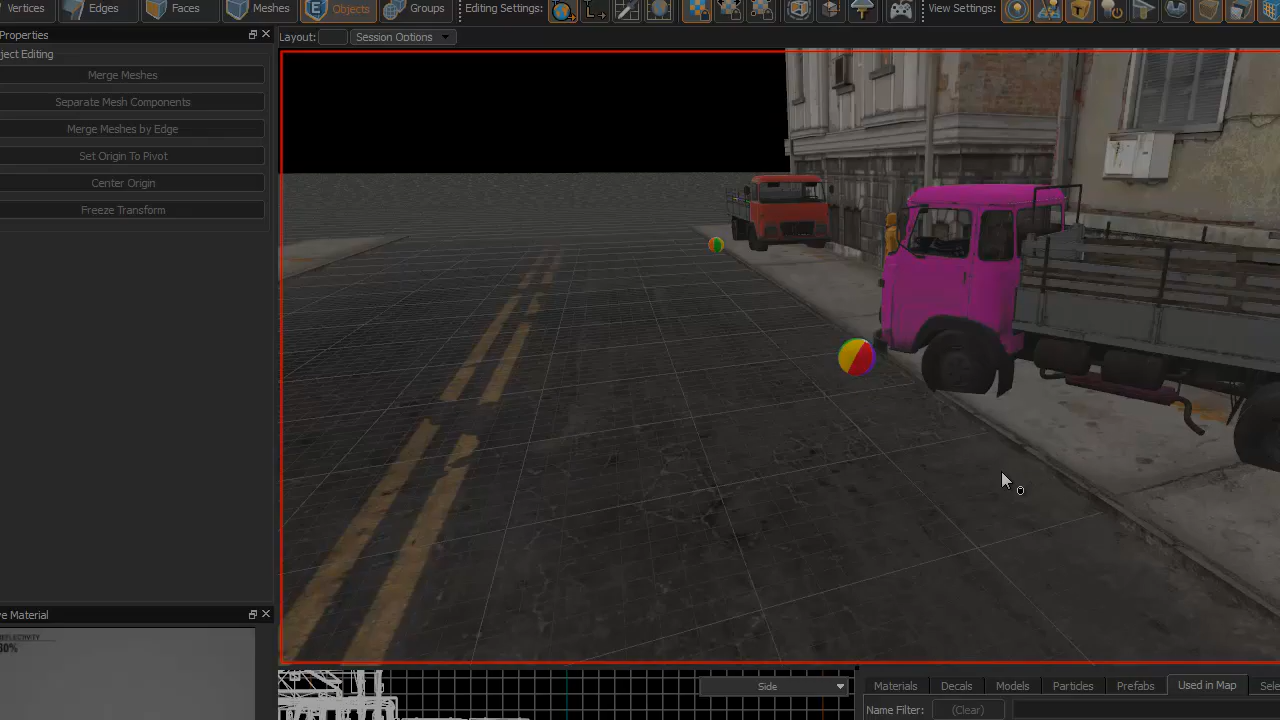 Vertices Edges Faces Meshes Objects Groups Editing Settings: View Settings:
Properties
Layout: Session Options
ject Editing
Merge Meshes
Separate Mesh Components
Merge Meshes by Edge
Set Origin To Pivot
Center Origin
Freeze Transform
ve Material
Side
Materials Decals Models Particles Prefabs Used in Map Sele
Name Filter: (Clear)